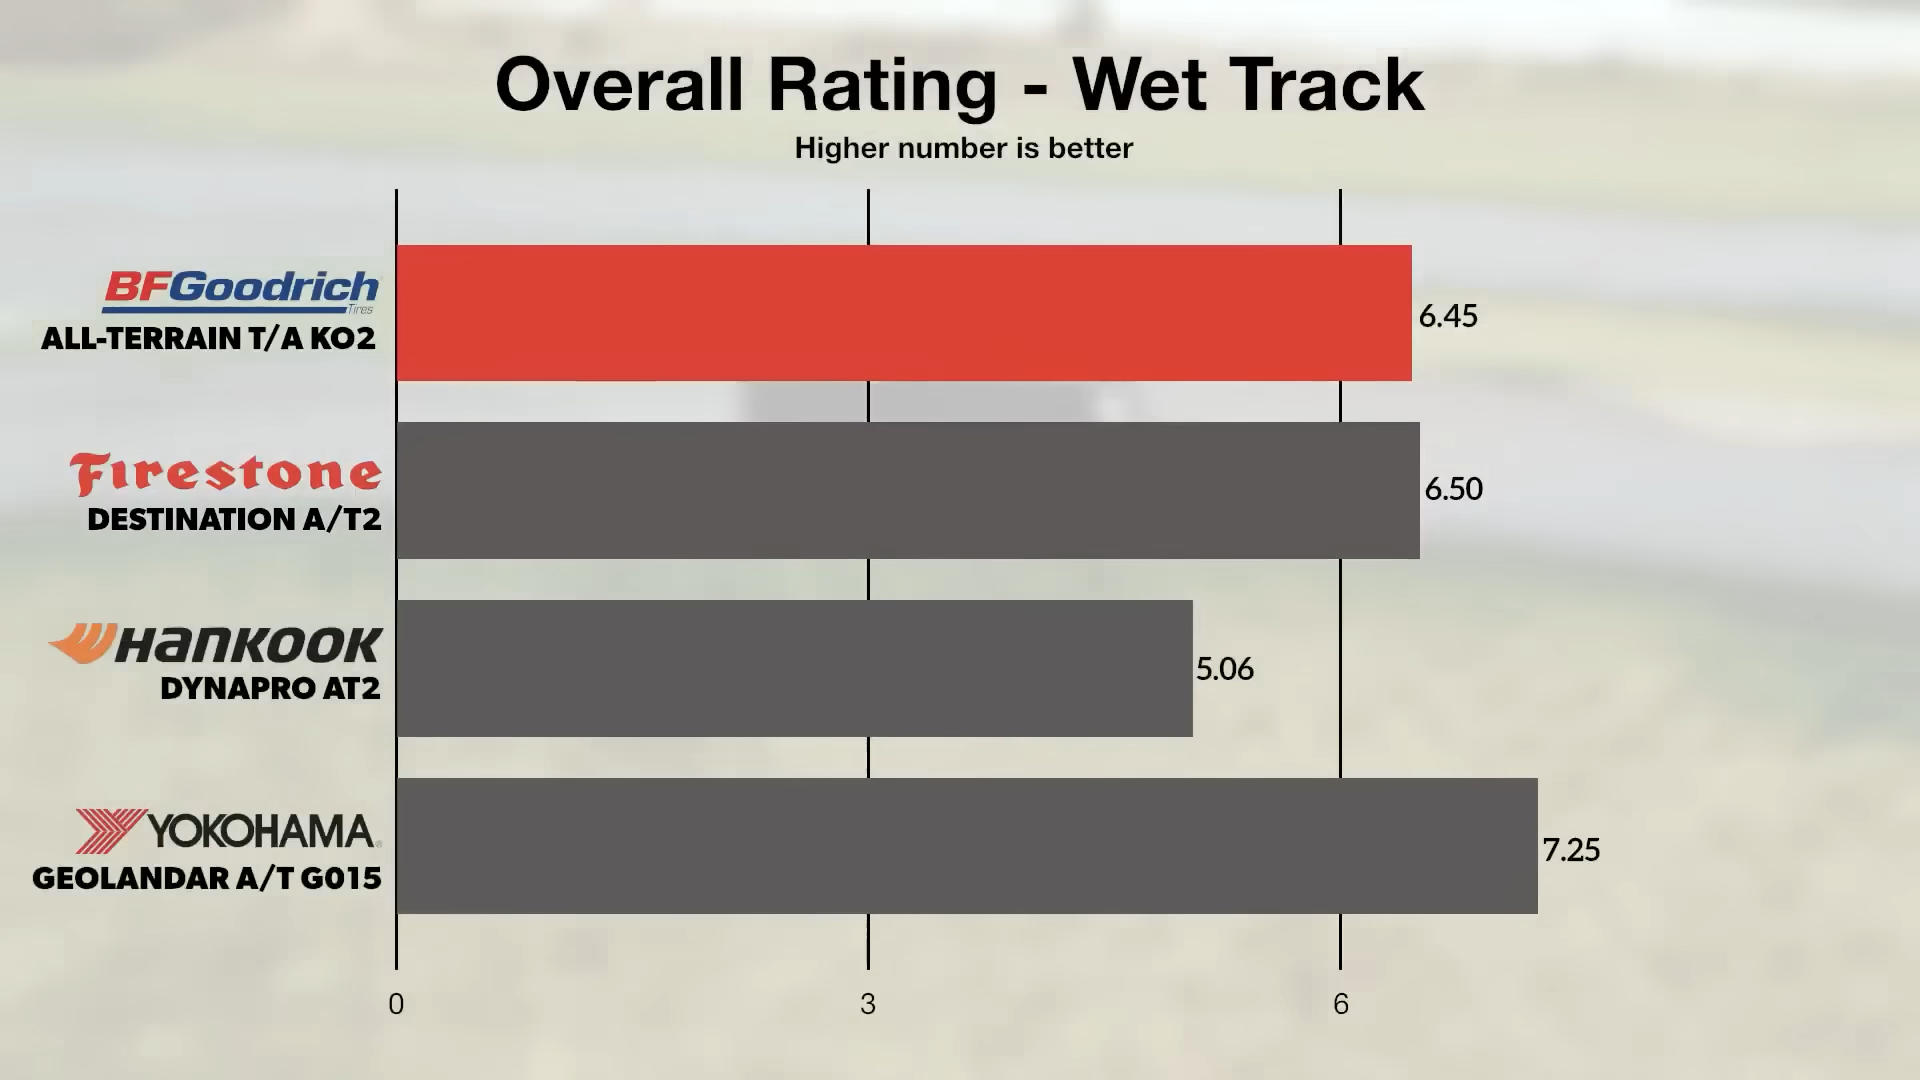 Overall Rating - Wet Track
Higher number is better
BFGoodrich
Tires
ALL-TERRAIN T/A KO2
6.45
Firestone
DESTINATION A/T2
6.50
HANKOOK
DYNAPRO AT2
5.06
YOKOHAMA
GEOLANDAR A/T G015
7.25
0 3 6